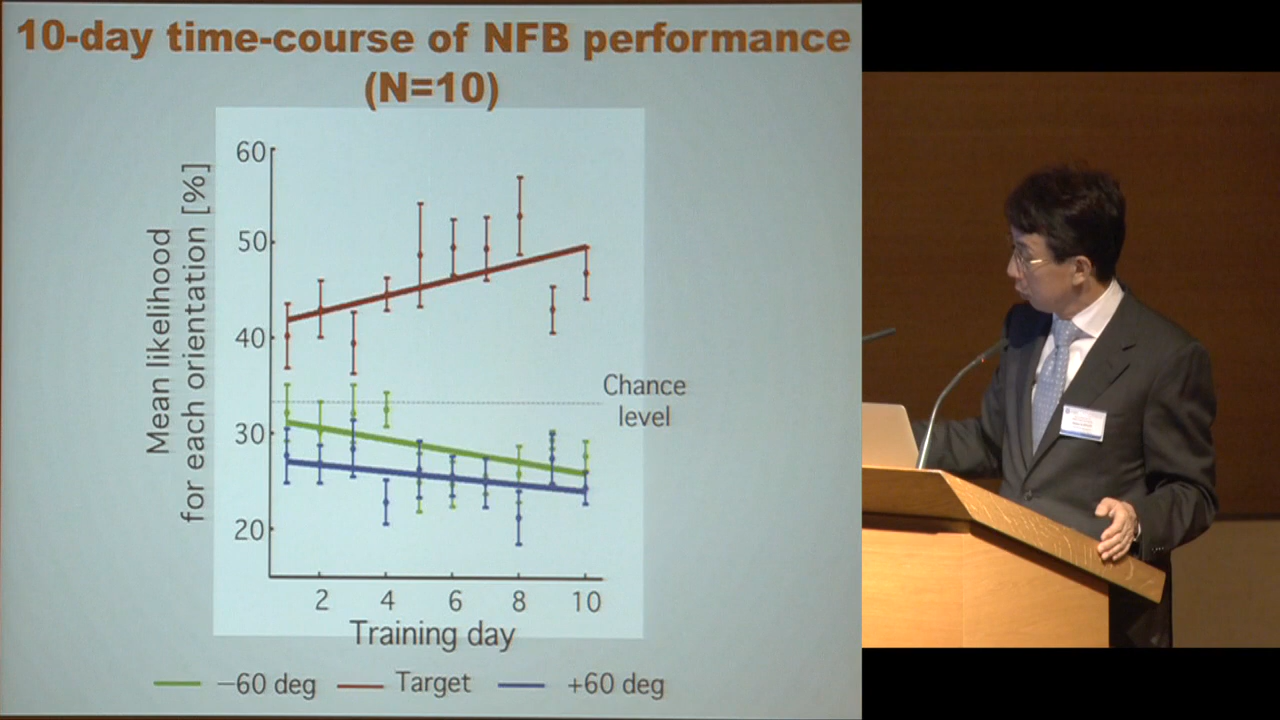 10-day time-course of NFB performance
(N=10)
Mean likelihood
for each orientation [%]
60
50
40
30
20
Chance
level
2 4 6 8 10
Training day
−60 deg Target +60 deg